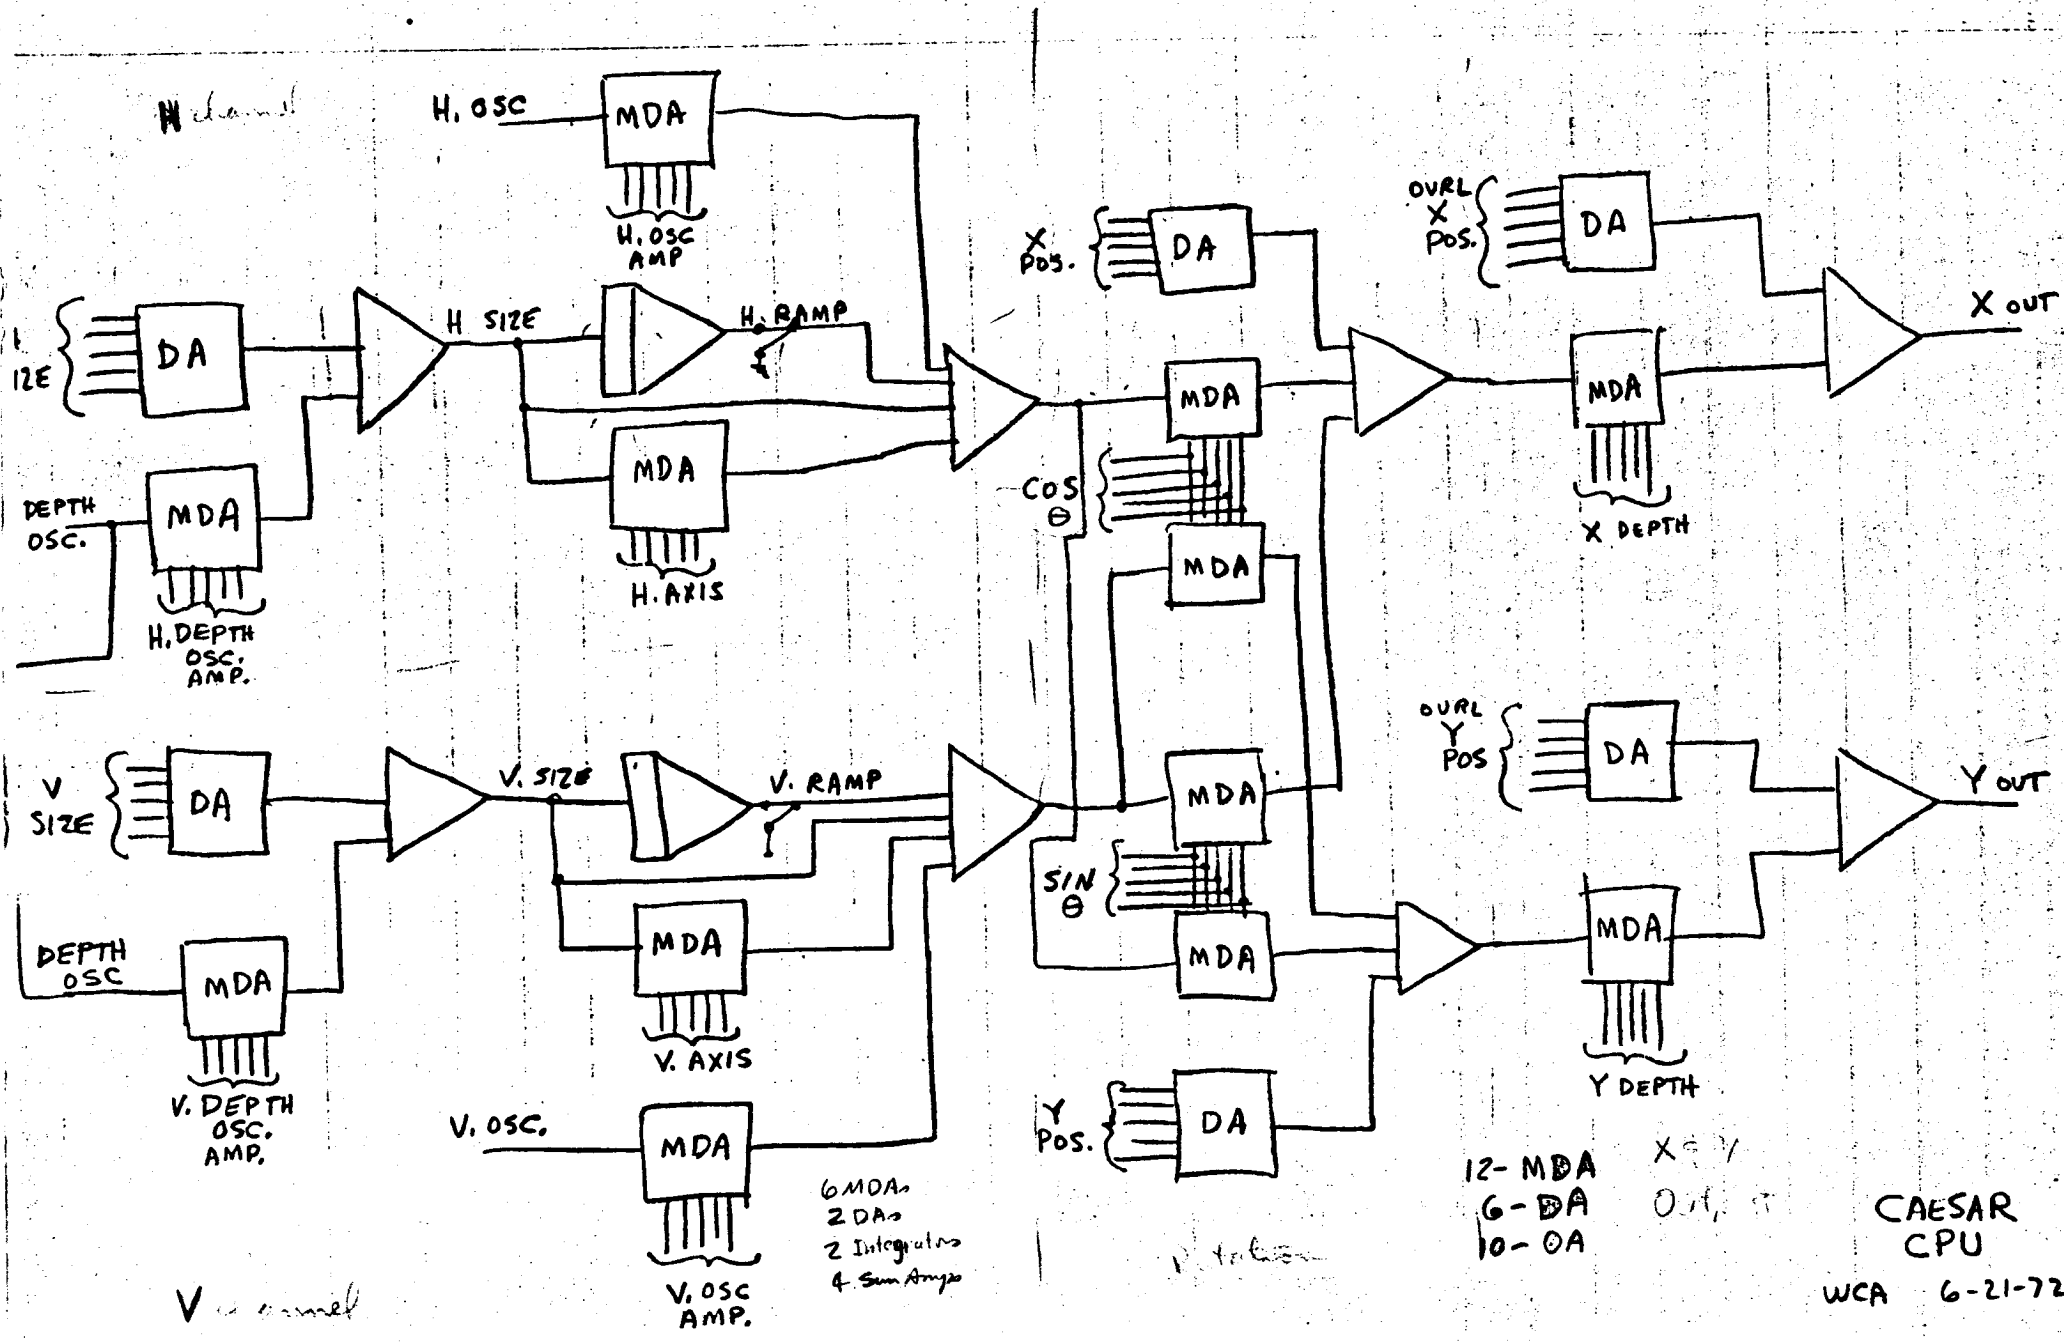 H channel
H. OSC
MDA
H. OSC
AMP
12E
DA
H SIZE
H. RAMP
DEPTH
OSC.
MDA
H. DEPTH
OSC.
AMP.
MDA
H. AXIS
X
POS.
DA
MDA
COS
θ
MDA
OVRL
X
POS.
DA
MDA
X DEPTH
X OUT
V
SIZE
DA
V. SIZE
V. RAMP
DEPTH
OSC
MDA
V. DEPTH
OSC.
AMP.
MDA
V. AXIS
V. OSC.
MDA
V. OSC
AMP.
MDA
SIN
θ
MDA
Y
POS.
DA
OVRL
Y
POS
DA
MDA
Y DEPTH
Y OUT
6 MDAs
2 DAs
2 Integrators
4 Sum Amps
12- MDA
6- DA
10- OA
V channel
CAESAR
CPU
WCA 6-21-72